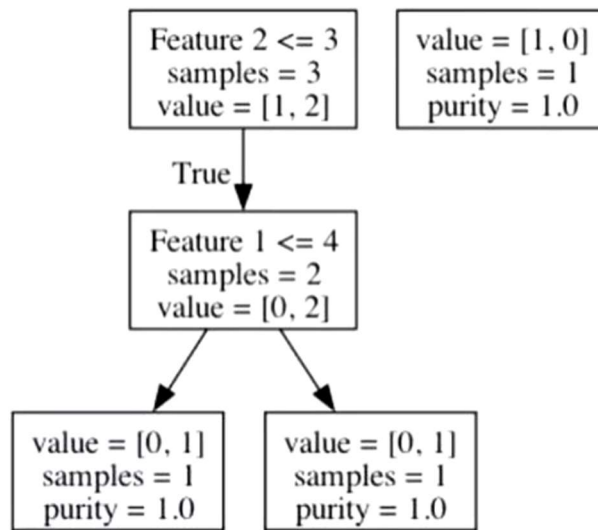 Feature 2 <= 3
samples = 3
value = [1, 2]
value = [1, 0]
samples = 1
purity = 1.0
True
Feature 1 <= 4
samples = 2
value = [0, 2]
value = [0, 1]
samples = 1
purity = 1.0
value = [0, 1]
samples = 1
purity = 1.0